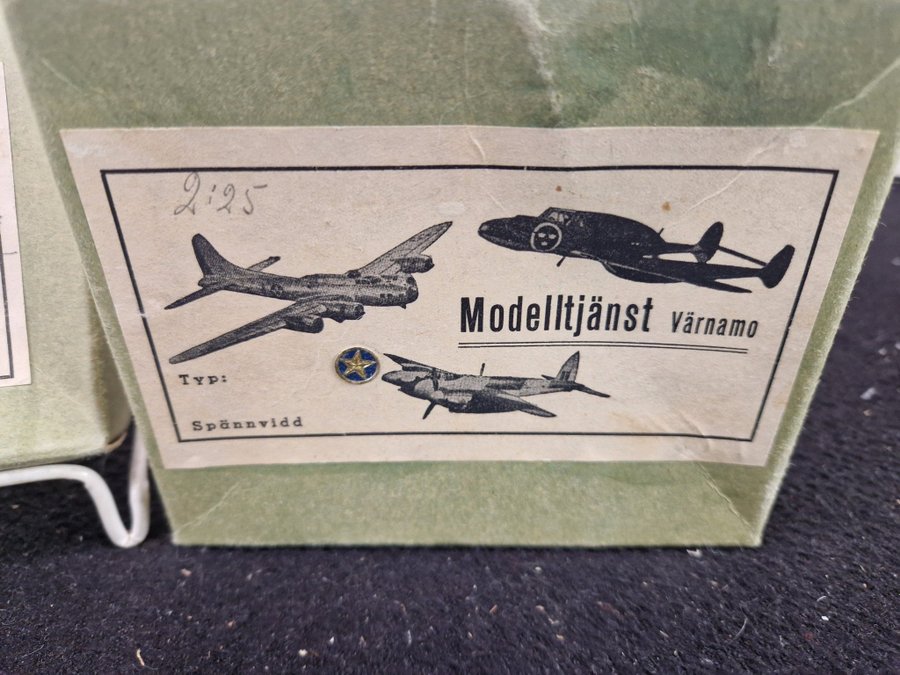 2:25
Modelltjänst Värnamo
Typ:
Spännvidd